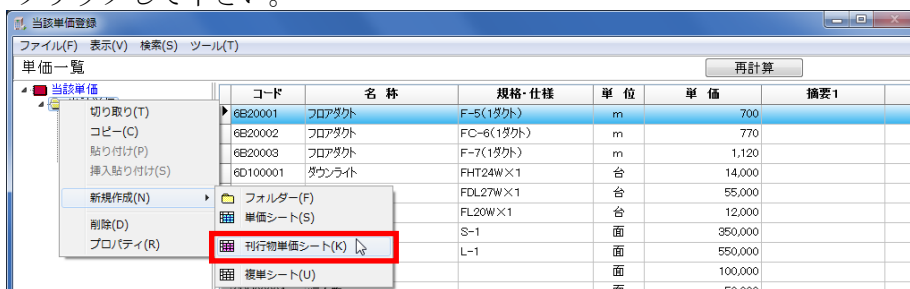 クリックして下さい。
当該単価登録
ファイル(F) 表示(V) 検索(S) ツール(T)
単価一覧 再計算
当該単価
コード 名 称 規格・仕様 単 位 単 価 摘要1
6B20001 フロアダクト F-5(1ダクト) m 700
6B20002 フロアダクト FC-6(1ダクト) m 770
6B20003 フロアダクト F-7(1ダクト) m 1,120
6D100001 ダウンライト FHT24W×1 台 14,000
FDL27W×1 台 55,000
FL20W×1 台 12,000
S-1 面 350,000
L-1 面 550,000
面 100,000
切り取り(T)
コピー(C)
貼り付け(P)
挿入貼り付け(S)
新規作成(N)
削除(D)
プロパティ(R)
フォルダー(F)
単価シート(S)
刊行物単価シート(K)
複単シート(U)